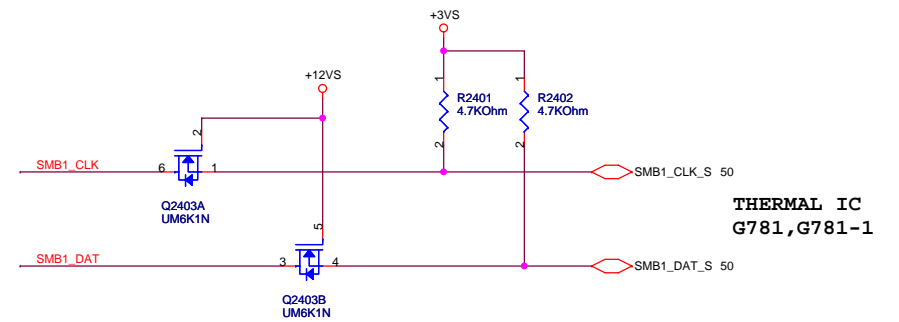 +3VS
+12VS
1
1
R2401
4.7KOhm
R2402
4.7KOhm
2
2
2
SMB1_CLK
6
1
SMB1_CLK_S 50
Q2403A
UM6K1N
THERMAL IC
G781,G781-1
5
SMB1_DAT
3
4
SMB1_DAT_S 50
Q2403B
UM6K1N